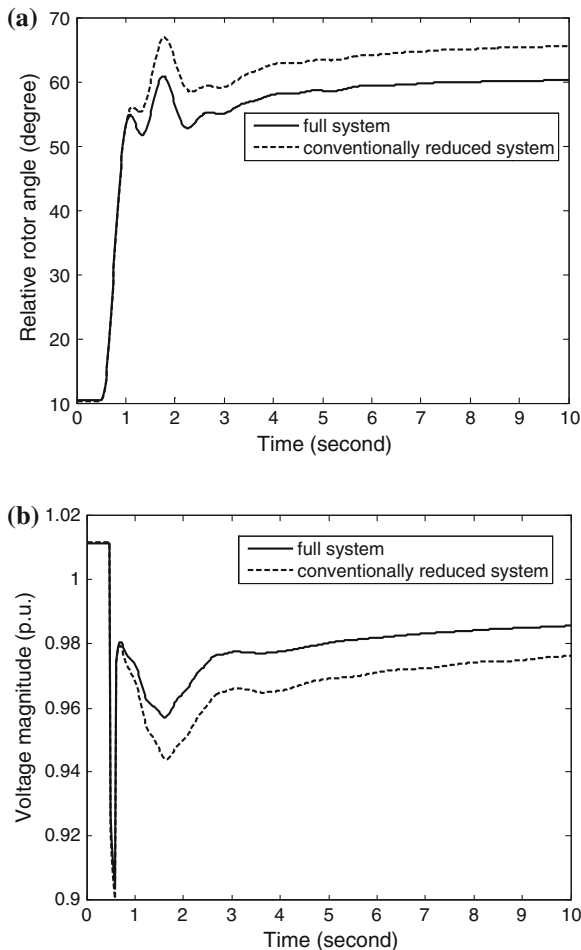 (a)
70
60
50
40
30
20
10
Relative rotor angle (degree)
full system
conventionally reduced system
0 1 2 3 4 5 6 7 8 9 10
Time (second)
(b)
1.02
1
0.98
0.96
0.94
0.92
0.9
Voltage magnitude (p.u.)
full system
conventionally reduced system
0 1 2 3 4 5 6 7 8 9 10
Time (second)